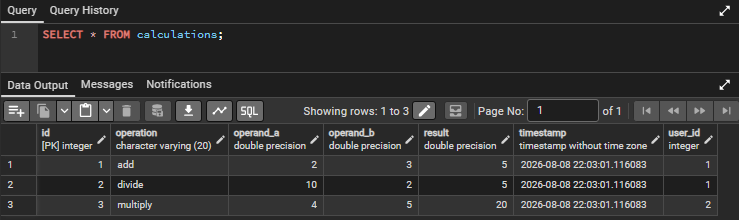 Query Query History
1 SELECT * FROM calculations;
Data Output Messages Notifications
SQL Showing rows: 1 to 3 Page No: 1 of 1
id operation operand_a operand_b result timestamp user_id
[PK] integer character varying (20) double precision double precision double precision timestamp without time zone integer
1 1 add 2 3 5 2026-08-08 22:03:01.116083 1
2 2 divide 10 2 5 2026-08-08 22:03:01.116083 1
3 3 multiply 4 5 20 2026-08-08 22:03:01.116083 2